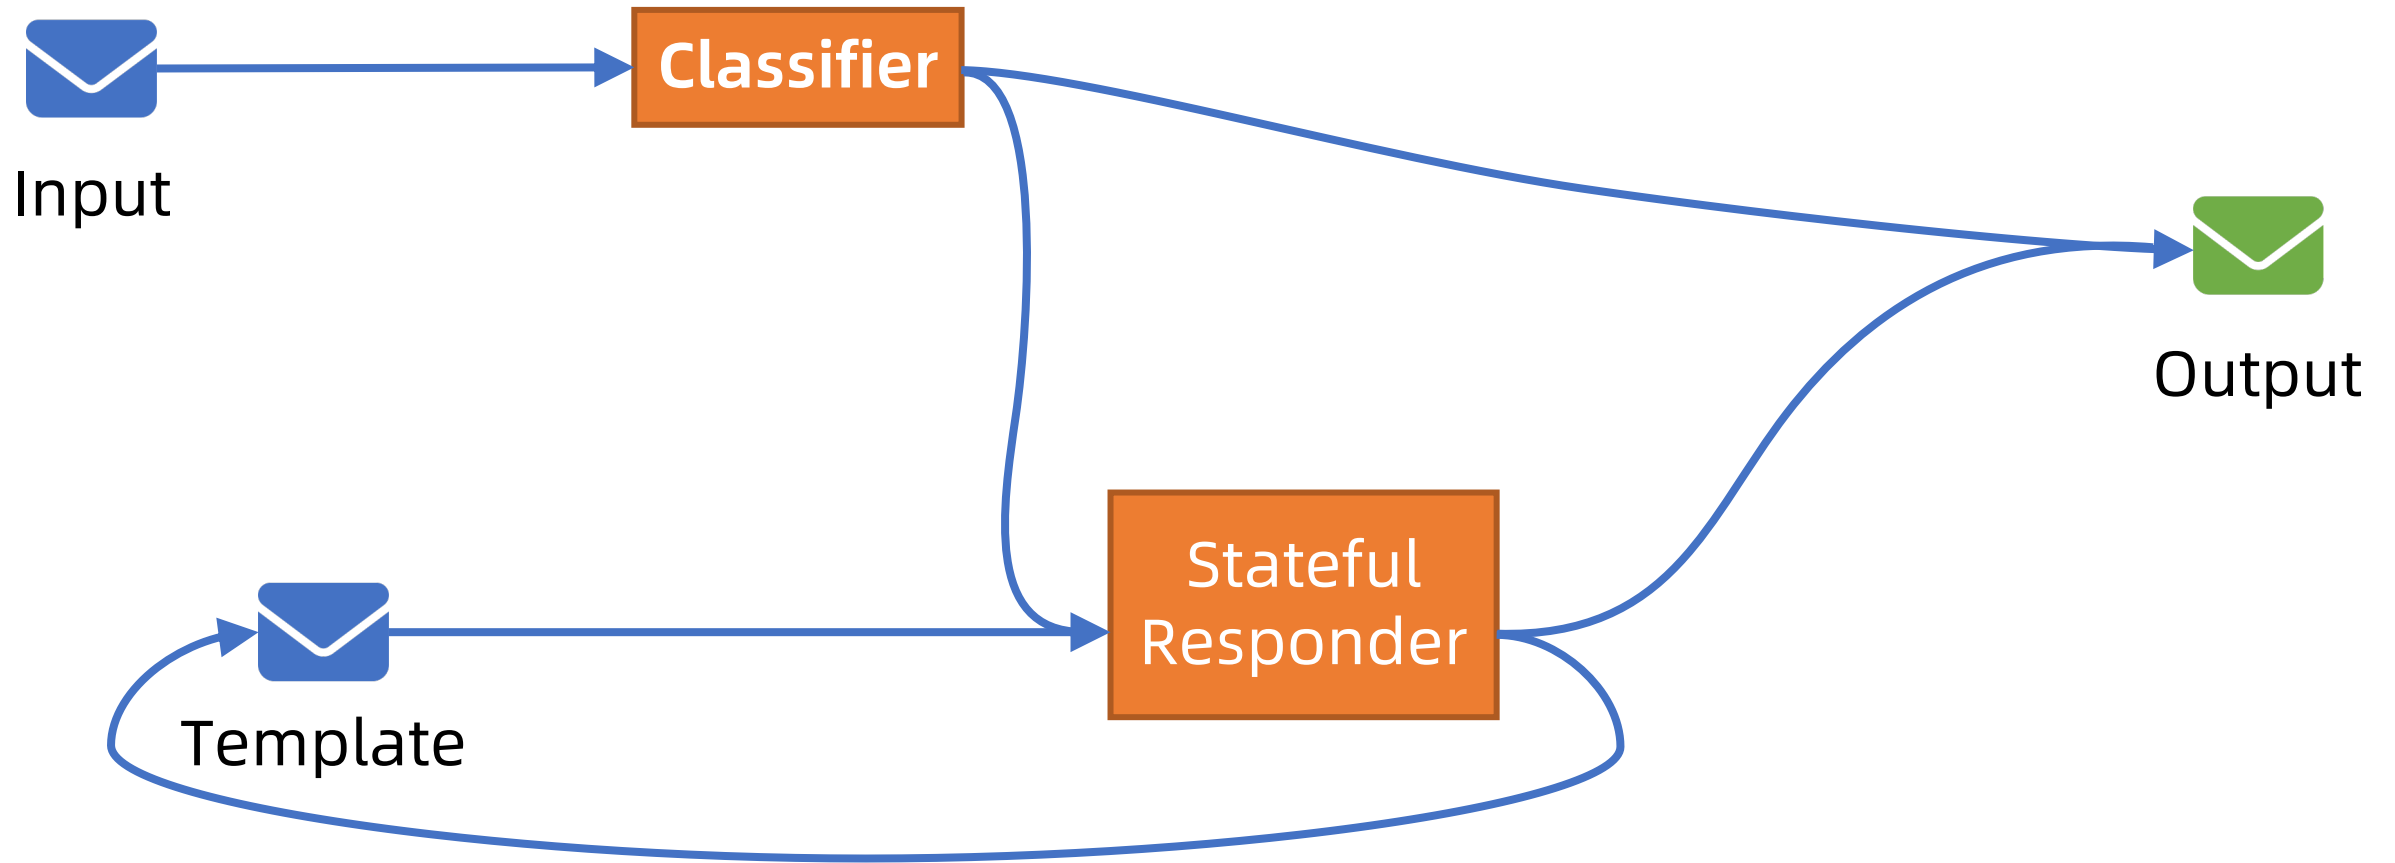 Classifier
Input
Output
Stateful
Responder
Template